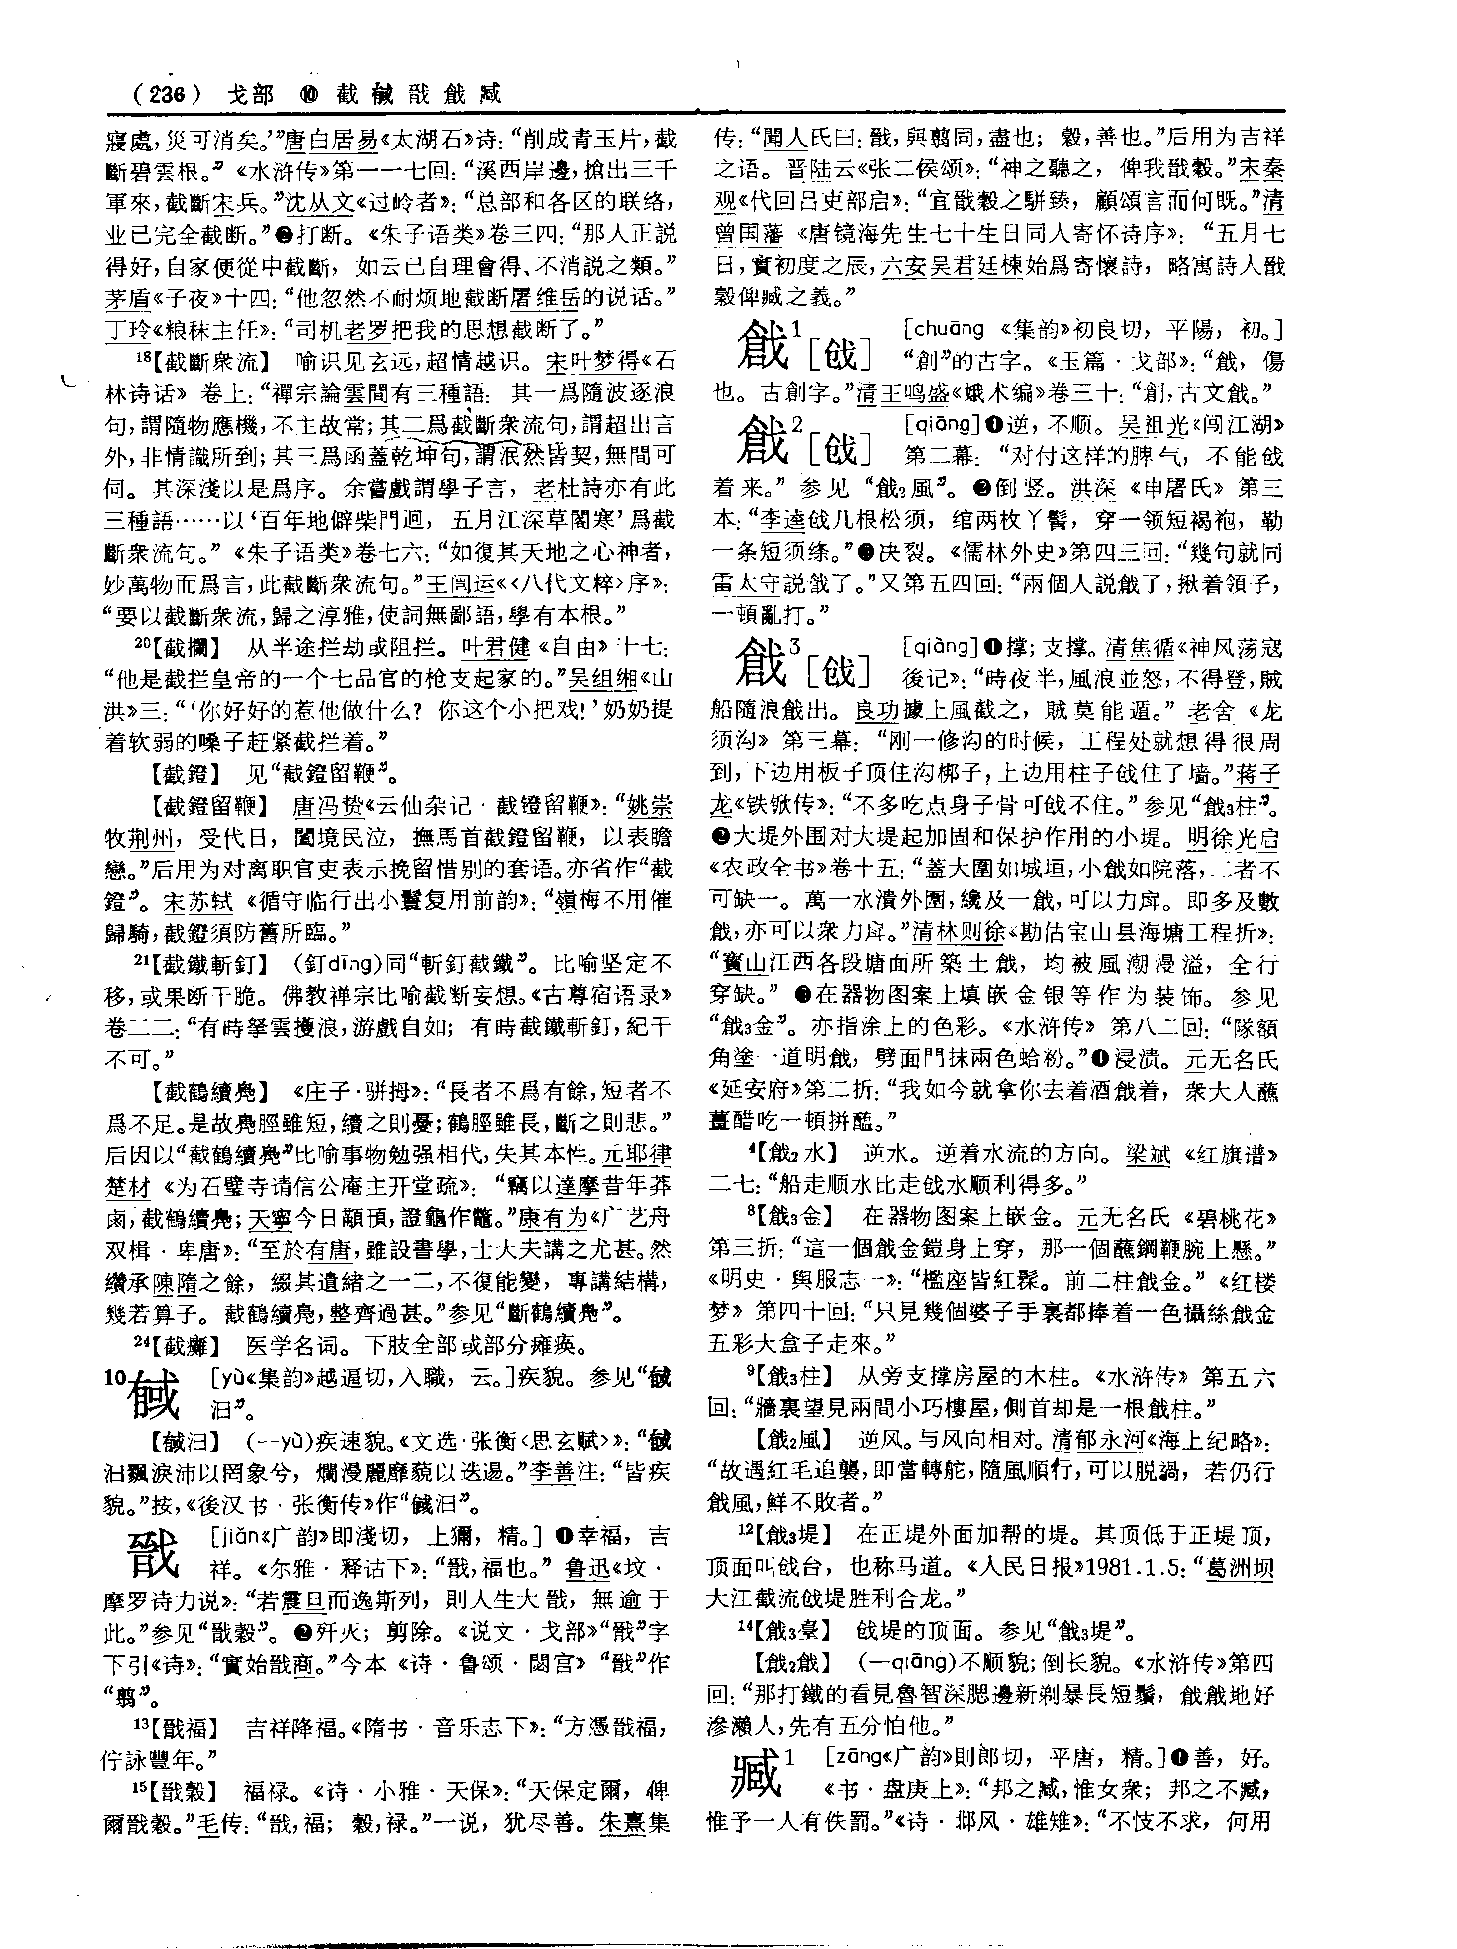 （236） 戈部 ⑩ 截 𢧕 戩 戧 臧
寢處，災可消矣。’”唐白居易《太湖石》诗：“削成青玉片，截
斷碧雲根。”《水浒传》第一一七回：“溪西岸邊，搶出三千
軍來，截斷宋兵。”沈从文《过岭者》：“总部和各区的联络，
业已完全截断。”❷打断。《朱子语类》卷三四：“那人正説
得好，自家便從中截斷，如云已自理會得、不消説之類。”
茅盾《子夜》十四：“他忽然不耐烦地截断屠维岳的说话。”
丁玲《粮秣主任》：“司机老罗把我的思想截断了。”
18【截斷衆流】 喻识见玄远，超情越识。宋叶梦得《石
林诗话》卷上：“禪宗論雲間有三種語：其一爲隨波逐浪
句，謂隨物應機，不主故常；其二爲截斷衆流句，謂超出言
外，非情識所到；其三爲函蓋乾坤句，謂泯然皆契，無間可
伺。其深淺以是爲序。余嘗戲謂學子言，老杜詩亦有此
三種語……以‘百年地僻柴門迥，五月江深草閣寒’爲截
斷衆流句。”《朱子语类》卷七六：“如復其天地之心神者，
妙萬物而爲言，此截斷衆流句。”王闿运《〈八代文粹〉序》：
“要以截斷衆流，歸之淳雅，使詞無鄙語，學有本根。”
20【截攔】 从半途拦劫或阻拦。叶君健《自由》十七：
“他是截拦皇帝的一个七品官的枪支起家的。”吴组缃《山
洪》三：“‘你好好的惹他做什么？你这个小把戏！’奶奶提
着软弱的嗓子赶紧截拦着。”
【截鐙】 见“截鐙留鞭”。
【截鐙留鞭】 唐冯贽《云仙杂记·截镫留鞭》：“姚崇
牧荆州，受代日，闔境民泣，撫馬首截鐙留鞭，以表瞻
戀。”后用为对离职官吏表示挽留惜别的套语。亦省作“截
鐙”。宋苏轼《循守临行出小鬟复用前韵》：“嶺梅不用催
歸騎，截鐙須防舊所臨。”
21【截鐵斬釘】 （釘dīng）同“斬釘截鐵”。比喻坚定不
移，或果断干脆。佛教禅宗比喻截断妄想。《古尊宿语录》
卷二二：“有時拏雲攫浪，游戲自如；有時截鐵斬釘，紀干
不可。”
【截鶴續鳧】 《庄子·骈拇》：“長者不爲有餘，短者不
爲不足。是故鳧脛雖短，續之則憂；鶴脛雖長，斷之則悲。”
后因以“截鶴續鳧”比喻事物勉强相代，失其本性。元耶律
楚材《为石壁寺请信公庵主开堂疏》：“竊以達摩昔年莽
鹵，截鶴續鳧；天寧今日顢頇，證龜作鼈。”康有为《广艺舟
双楫·卑唐》：“至於有唐，雖設書學，士大夫講之尤甚。然
纘承陳隋之餘，綴其遺緒之一二，不復能變，專講結構，
幾若算子。截鶴續鳧，整齊過甚。”参见“斷鶴續鳧”。
24【截癱】 医学名词。下肢全部或部分瘫痪。
10𢧕 [yù《集韵》越逼切，入職，云。]疾貌。参见“𢧕
汩”。
【𢧕汩】 （--yù）疾速貌。《文选·张衡〈思玄赋〉》：“𢧕
汩飄淚沛以罔象兮，爛漫麗靡藐以迭逷。”李善注：“皆疾
貌。”按，《後汉书·张衡传》作“𢧕汩”。
戩 [jiǎn《广韵》即淺切，上獮，精。]❶幸福，吉
祥。《尔雅·释诂下》：“戩，福也。”鲁迅《坟·
摩罗诗力说》：“若震旦而逸斯列，則人生大戩，無逾于
此。”参见“戩穀”。❷歼灭；剪除。《说文·戈部》“戩”字
下引《诗》：“實始戩商。”今本《诗·鲁颂·閟宫》“戩”作
“翦”。
13【戩福】 吉祥降福。《隋书·音乐志下》：“方憑戩福，
佇詠豐年。”
15【戩穀】 福禄。《诗·小雅·天保》：“天保定爾，俾
爾戩穀。”毛传：“戩，福；穀，禄。”一说，犹尽善。朱熹集
传：“聞人氏曰：戩，與翦同，盡也；穀，善也。”后用为吉祥
之语。晋陆云《张二侯颂》：“神之聽之，俾我戩穀。”宋秦
观《代回吕吏部启》：“宜戩穀之駢臻，顧頌言而何既。”清
曾国藩《唐镜海先生七十生日同人寄怀诗序》：“五月七
日，實初度之辰，六安吴君廷棟始爲寄懷詩，略寓詩人戩
穀俾臧之義。”
戧1［戗］ [chuāng《集韵》初良切，平陽，初。]
“創”的古字。《玉篇·戈部》：“戧，傷
也。古創字。”清王鸣盛《蛾术编》卷三十：“創，古文戧。”
戧2［戗］ [qiāng]❶逆，不顺。吴祖光《闯江湖》
第二幕：“对付这样的脾气，不能戗
着来。”参见“戧2風”。❷倒竖。洪深《申屠氏》第三
本：“李逵戗几根松须，绾两枚丫髻，穿一领短褐袍，勒
一条短须绦。”❸决裂。《儒林外史》第四三回：“幾句就同
雷太守説戧了。”又第五四回：“兩個人説戧了，揪着領子，
一頓亂打。”
戧3［戗］ [qiàng]❶撑；支撑。清焦循《神风荡寇
後记》：“時夜半，風浪並怒，不得登，賊
船隨浪戧出。良功據上風截之，賊莫能遁。”老舍《龙
须沟》第三幕：“刚一修沟的时候，工程处就想得很周
到，下边用板子顶住沟梆子，上边用柱子戗住了墙。”蒋子
龙《铁锨传》：“不多吃点身子骨可戗不住。”参见“戧3柱”。
❷大堤外围对大堤起加固和保护作用的小堤。明徐光启
《农政全书》卷十五：“蓋大圍如城垣，小戧如院落，二者不
可缺一。萬一水潰外圍，纔及一戧，可以力戽。即多及數
戧，亦可以衆力戽。”清林则徐《勘估宝山县海塘工程折》：
“寳山江西各段塘面所築土戧，均被風潮漫溢，全行
穿缺。”❸在器物图案上填嵌金银等作为装饰。参见
“戧3金”。亦指涂上的色彩。《水浒传》第八二回：“隊額
角塗一道明戧，劈面門抹兩色蛤粉。”❹浸渍。元无名氏
《延安府》第二折：“我如今就拿你去着酒戧着，衆大人蘸
薑醋吃一頓拼醢。”
4【戧2水】 逆水。逆着水流的方向。梁斌《红旗谱》
二七：“船走顺水比走戗水顺利得多。”
8【戧3金】 在器物图案上嵌金。元无名氏《碧桃花》
第三折：“這一個戧金鎧身上穿，那一個蘸鋼鞭腕上懸。”
《明史·舆服志一》：“檻座皆紅髹。前二柱戧金。”《红楼
梦》第四十回：“只見幾個婆子手裏都捧着一色攝絲戧金
五彩大盒子走來。”
9【戧3柱】 从旁支撑房屋的木柱。《水浒传》第五六
回：“牆裏望見兩間小巧樓屋，側首却是一根戧柱。”
【戧2風】 逆风。与风向相对。清郁永河《海上纪略》：
“故遇紅毛追襲，即當轉舵，隨風順行，可以脱禍，若仍行
戧風，鮮不敗者。”
12【戧3堤】 在正堤外面加帮的堤。其顶低于正堤顶，
顶面叫戗台，也称马道。《人民日报》1981.1.5：“葛洲坝
大江截流戗堤胜利合龙。”
14【戧3臺】 戗堤的顶面。参见“戧3堤”。
【戧2戧】 （—qiāng）不顺貌；倒长貌。《水浒传》第四
回：“那打鐵的看見魯智深腮邊新剃暴長短鬚，戧戧地好
滲瀨人，先有五分怕他。”
臧1 [zāng《广韵》則郎切，平唐，精。]❶善，好。
《书·盘庚上》：“邦之臧，惟女衆；邦之不臧，
惟予一人有佚罰。”《诗·邶风·雄雉》：“不忮不求，何用